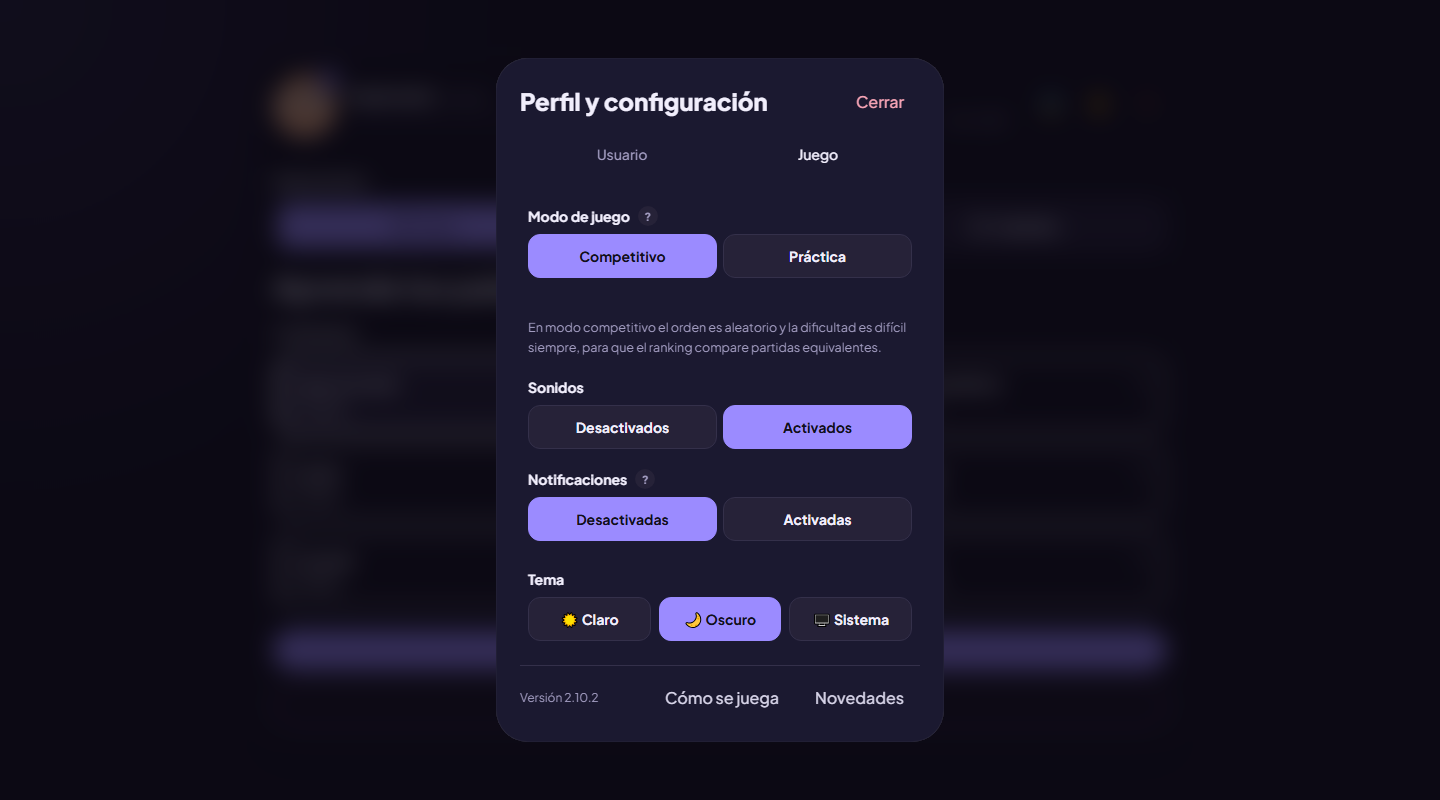 Perfil y configuración
Cerrar
Usuario
Juego
Modo de juego ?
Competitivo
Práctica
En modo competitivo el orden es aleatorio y la dificultad es difícil
siempre, para que el ranking compare partidas equivalentes.
Sonidos
Desactivados
Activados
Notificaciones ?
Desactivadas
Activadas
Tema
Claro
Oscuro
Sistema
Versión 2.10.2
Cómo se juega
Novedades